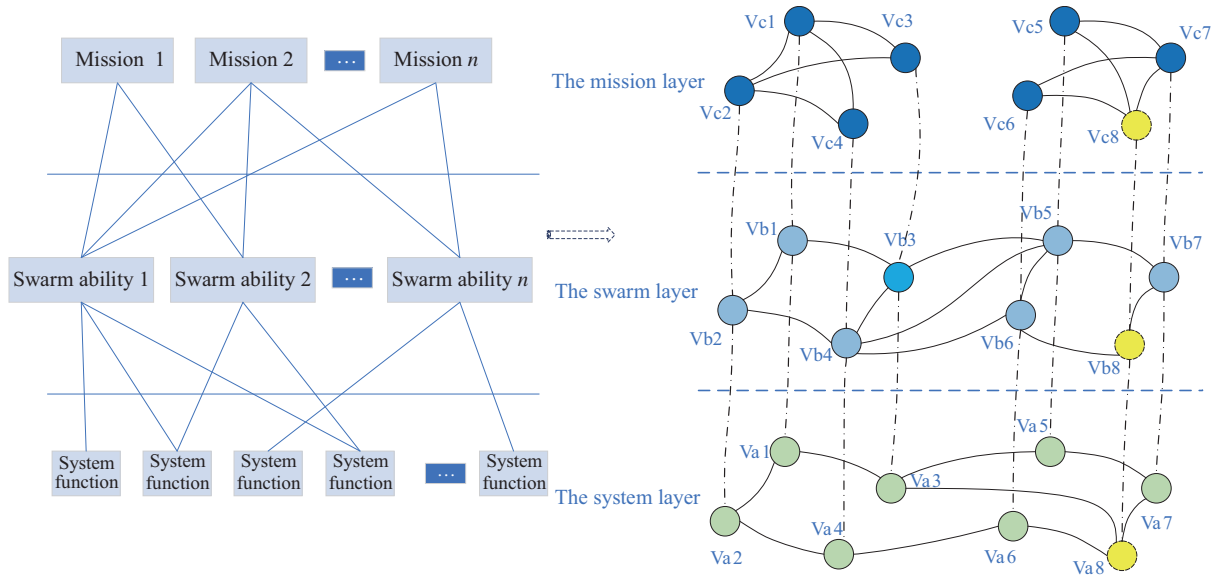 Mission 1
Mission 2
...
Mission n
Swarm ability 1
Swarm ability 2
...
Swarm ability n
System
function
System
function
System
function
System
function
...
System
function
The mission layer
Vc1
Vc3
Vc2
Vc4
Vc5
Vc7
Vc6
Vc8
The swarm layer
Vb1
Vb3
Vb2
Vb4
Vb5
Vb7
Vb6
Vb8
The system layer
Va1
Va3
Va2
Va4
Va5
Va7
Va6
Va8